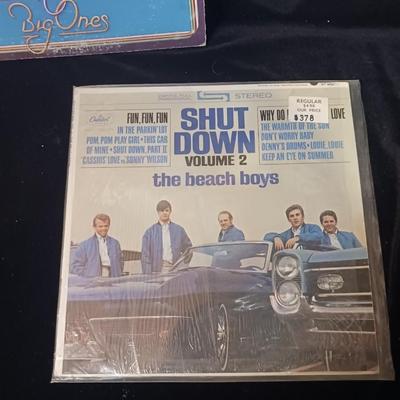 Big Ones
Capitol
STEREO
FUN, FUN, FUN
IN THE PARKIN' LOT
POM, POM PLAY GIRL • THIS CAR
OF MINE • SHUT DOWN, PART II
CASSIUS' LOVE VS. SONNY WILSON
SHUT
DOWN
VOLUME 2
REGULAR
$4.98
OUR PRICE
$378
WHY DO LOVE
THE WARMTH OF THE SUN
DON'T WORRY BABY
DENNY'S DRUMS • LOUIE, LOUIE
KEEP AN EYE ON SUMMER
the beach boys